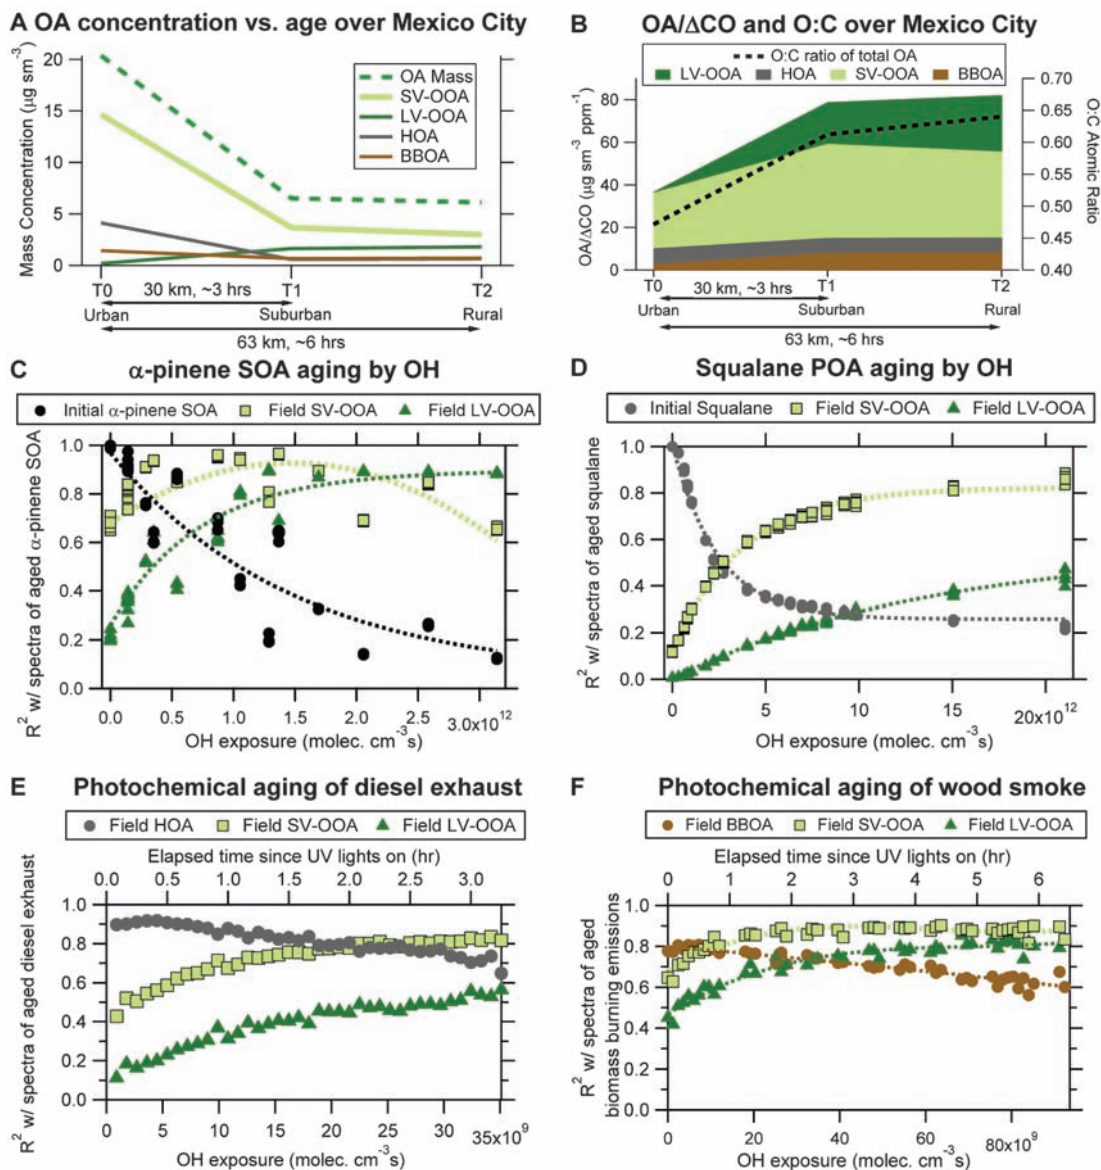 A OA concentration vs. age over Mexico City
Mass Concentration (μg sm⁻³)
20
15
10
5
0
OA Mass
SV-OOA
LV-OOA
HOA
BBOA
T0 T1 T2
30 km, ~3 hrs
Urban Suburban Rural
63 km, ~6 hrs
B OA/ΔCO and O:C over Mexico City
O:C ratio of total OA
LV-OOA HOA SV-OOA BBOA
OA/ΔCO (μg sm⁻³ ppm⁻¹)
80
60
40
20
0
0.70
0.65
0.60
0.55
0.50
0.45
0.40
O:C Atomic Ratio
T0 T1 T2
30 km, ~3 hrs
Urban Suburban Rural
63 km, ~6 hrs
C α-pinene SOA aging by OH
Initial α-pinene SOA Field SV-OOA Field LV-OOA
R² w/ spectra of aged α-pinene SOA
1.0
0.8
0.6
0.4
0.2
0.0
0.0 0.5 1.0 1.5 2.0 2.5 3.0x10¹²
OH exposure (molec. cm⁻³s)
D Squalane POA aging by OH
Initial Squalane Field SV-OOA Field LV-OOA
R² w/ spectra of aged squalane
1.0
0.8
0.6
0.4
0.2
0.0
0 5 10 15 20x10¹²
OH exposure (molec. cm⁻³s)
E Photochemical aging of diesel exhaust
Field HOA Field SV-OOA Field LV-OOA
Elapsed time since UV lights on (hr)
0.0 0.5 1.0 1.5 2.0 2.5 3.0
R² w/ spectra of aged diesel exhaust
1.0
0.8
0.6
0.4
0.2
0.0
0 5 10 15 20 25 30 35x10⁹
OH exposure (molec. cm⁻³s)
F Photochemical aging of wood smoke
Field BBOA Field SV-OOA Field LV-OOA
Elapsed time since UV lights on (hr)
0 1 2 3 4 5 6
R² w/ spectra of aged
biomass burning emissions
1.0
0.8
0.6
0.4
0.2
0.0
0 20 40 60 80x10⁹
OH exposure (molec. cm⁻³s)